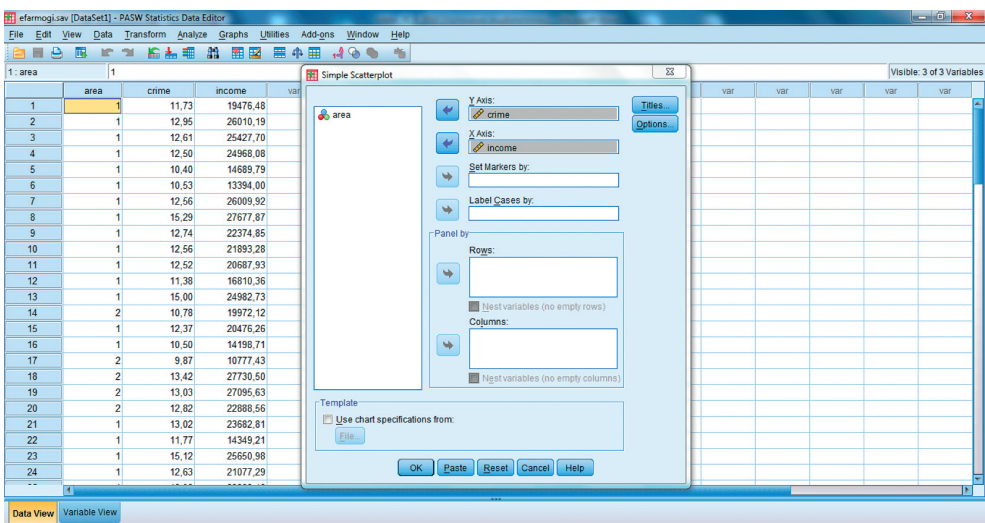 efarmogi.sav [DataSet1] - PASW Statistics Data Editor
File Edit View Data Transform Analyze Graphs Utilities Add-ons Window Help
1 : area 1 Visible: 3 of 3 Variables
area crime income var var var var var var
1 1 11,73 19476,48
2 1 12,95 26010,19
3 1 12,61 25427,70
4 1 12,50 24968,08
5 1 10,40 14689,79
6 1 10,53 13394,00
7 1 12,56 26009,92
8 1 15,29 27677,87
9 1 12,74 22374,85
10 1 12,56 21893,28
11 1 12,52 20687,93
12 1 11,38 16810,36
13 1 15,00 24982,73
14 2 10,78 19972,12
15 1 12,37 20476,26
16 1 10,50 14198,71
17 2 9,87 10777,43
18 2 13,42 27730,50
19 2 13,03 27095,63
20 2 12,82 22888,56
21 1 13,02 23682,81
22 1 11,77 14349,21
23 1 15,12 25650,98
24 1 12,63 21077,29
Simple Scatterplot
area
Y Axis:
crime
X Axis:
income
Set Markers by:
Label Cases by:
Titles...
Options...
Panel by
Rows:
Nest variables (no empty rows)
Columns:
Nest variables (no empty columns)
Template
Use chart specifications from:
File...
OK Paste Reset Cancel Help
Data View Variable View